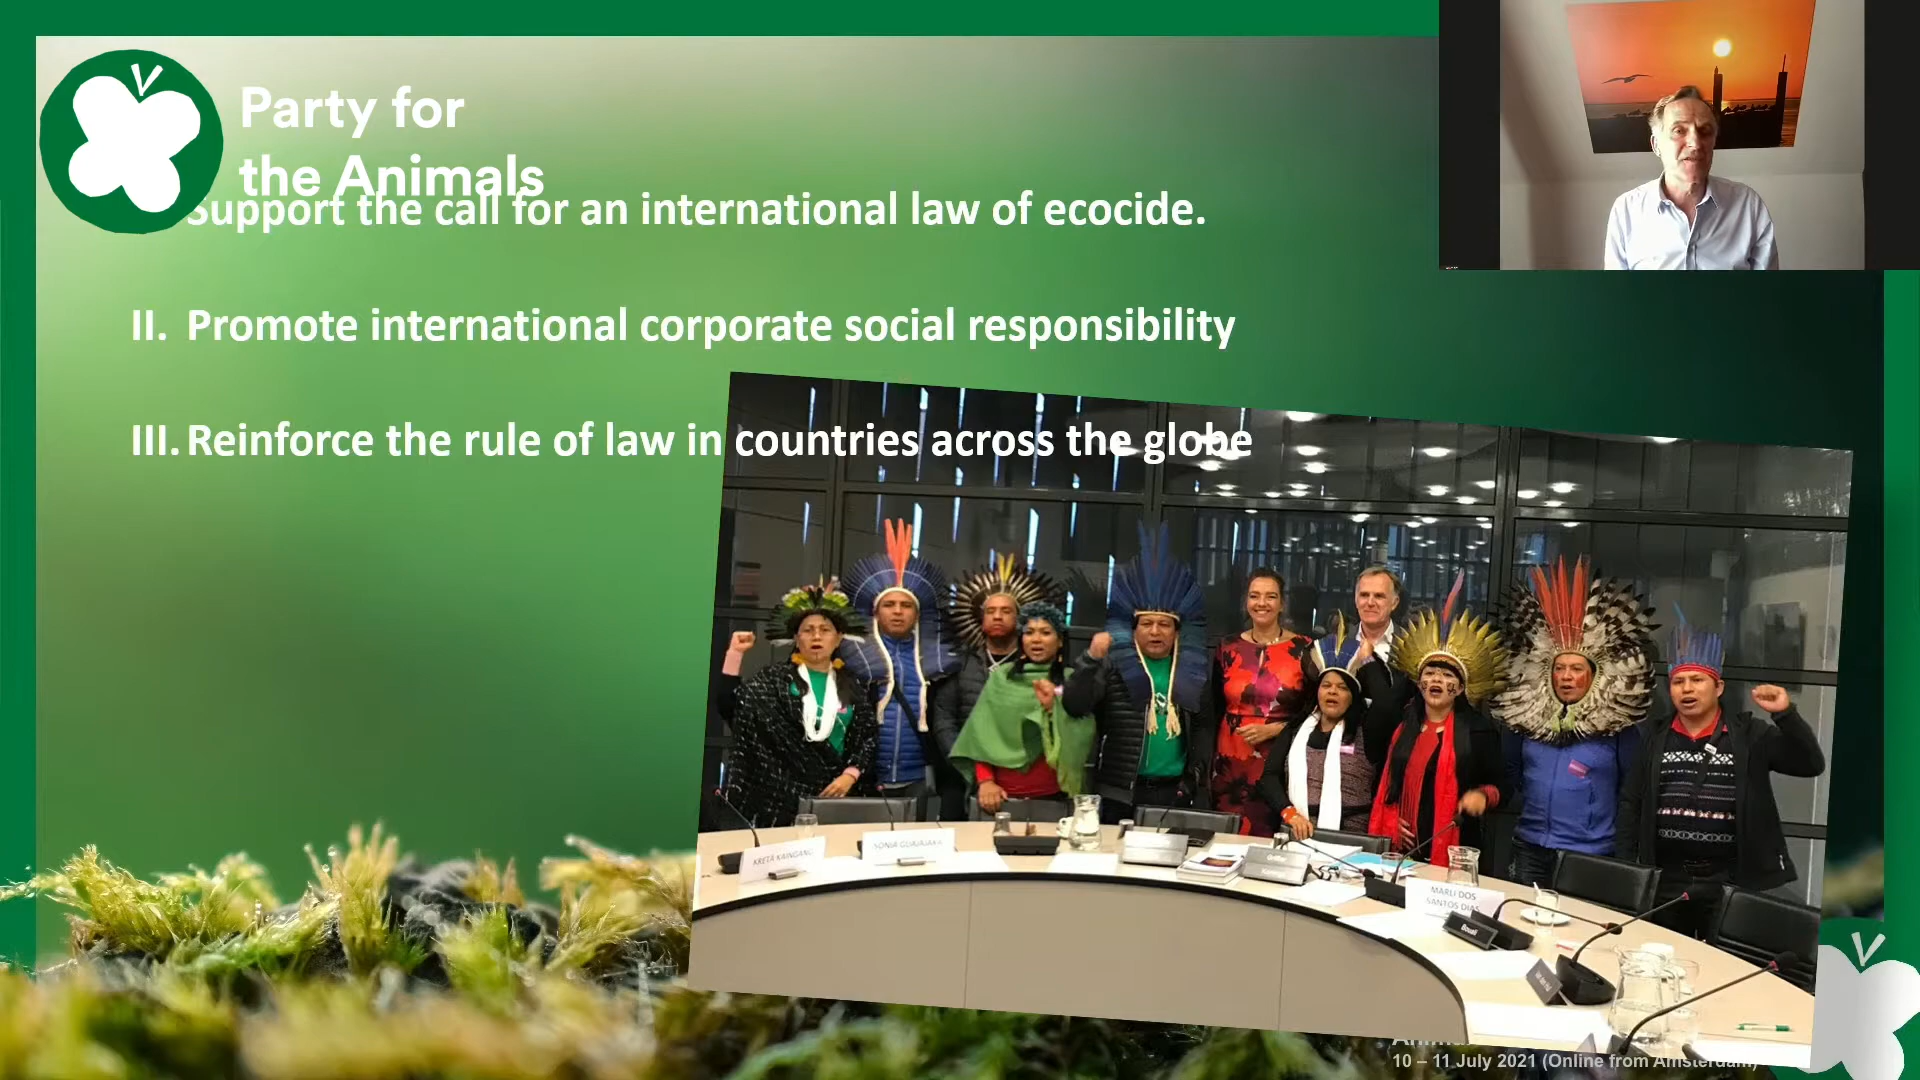 Party for
the Animals
Support the call for an international law of ecocide.
II. Promote international corporate social responsibility
III. Reinforce the rule of law in countries across the globe
KRETÃ KAINGANG
SONIA GUAJAJARA
MARLI DOS
SANTOS DIAS
Bouali
10 – 11 July 2021 (Online from Amsterdam)